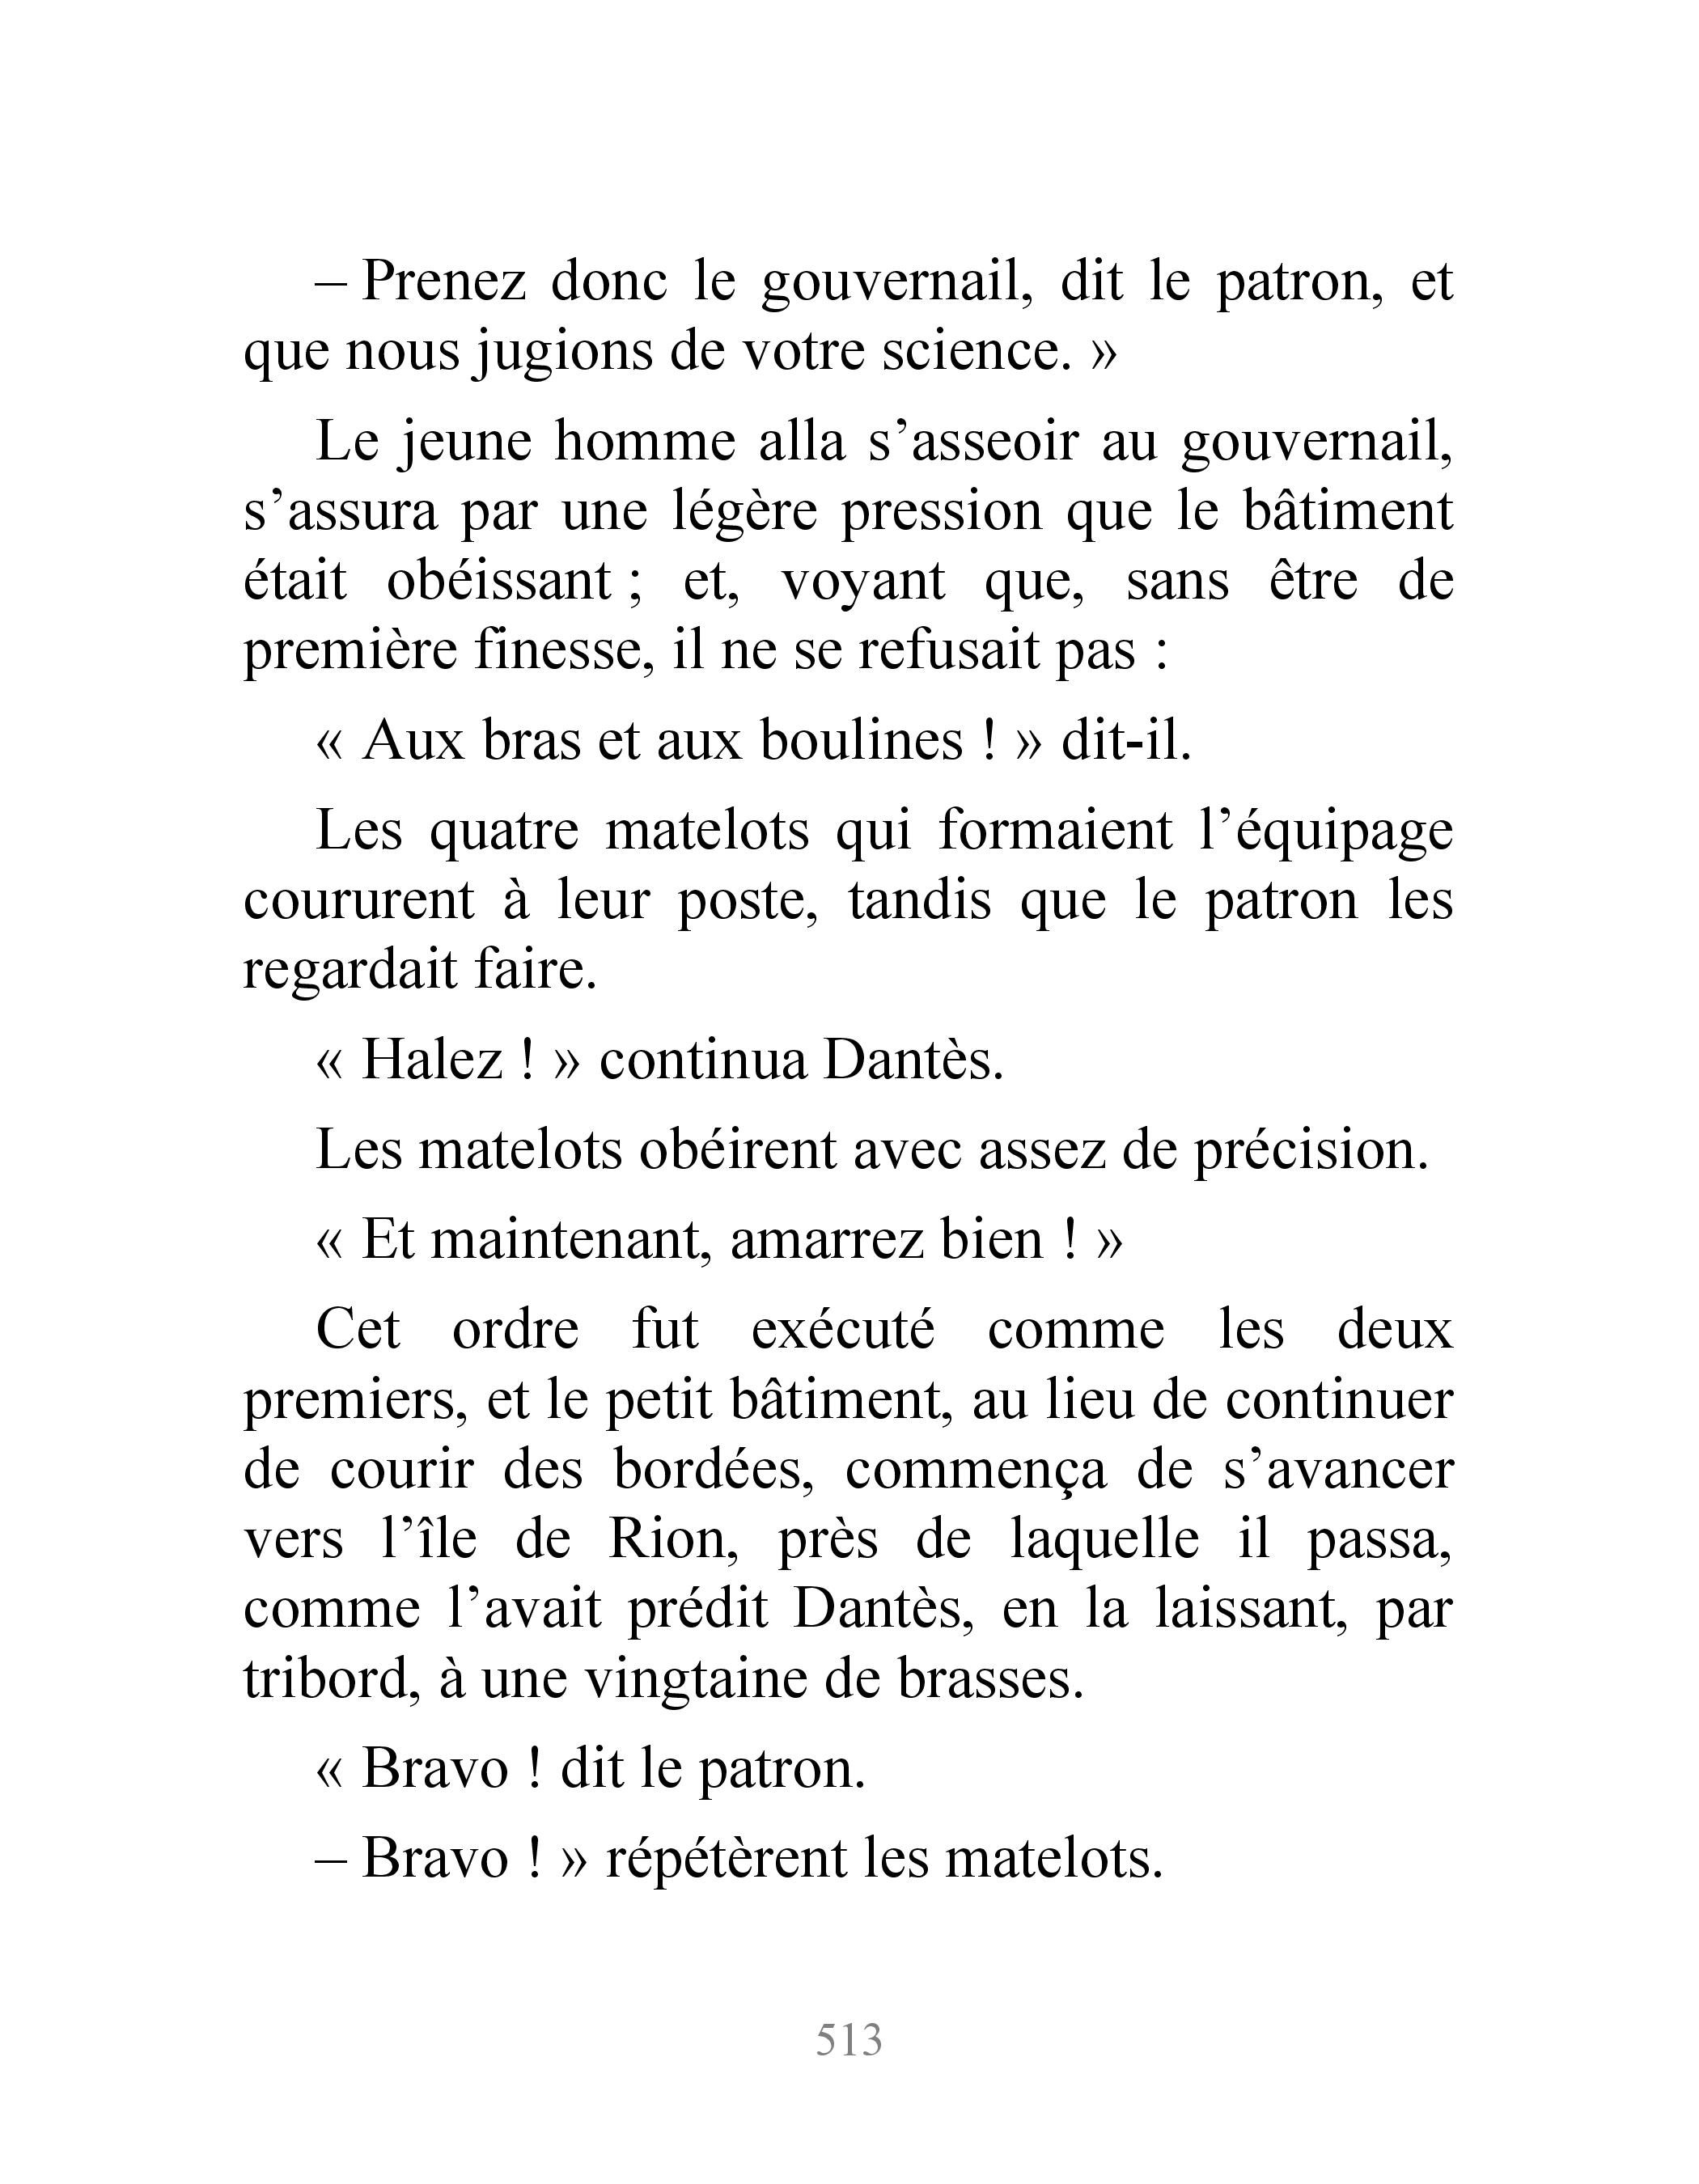 – Prenez donc le gouvernail, dit le patron, et
que nous jugions de votre science. »
Le jeune homme alla s’asseoir au gouvernail,
s’assura par une légère pression que le bâtiment
était obéissant ; et, voyant que, sans être de
première finesse, il ne se refusait pas :
« Aux bras et aux boulines ! » dit-il.
Les quatre matelots qui formaient l’équipage
coururent à leur poste, tandis que le patron les
regardait faire.
« Halez ! » continua Dantès.
Les matelots obéirent avec assez de précision.
« Et maintenant, amarrez bien ! »
Cet ordre fut exécuté comme les deux
premiers, et le petit bâtiment, au lieu de continuer
de courir des bordées, commença de s’avancer
vers l’île de Rion, près de laquelle il passa,
comme l’avait prédit Dantès, en la laissant, par
tribord, à une vingtaine de brasses.
« Bravo ! dit le patron.
– Bravo ! » répétèrent les matelots.
513